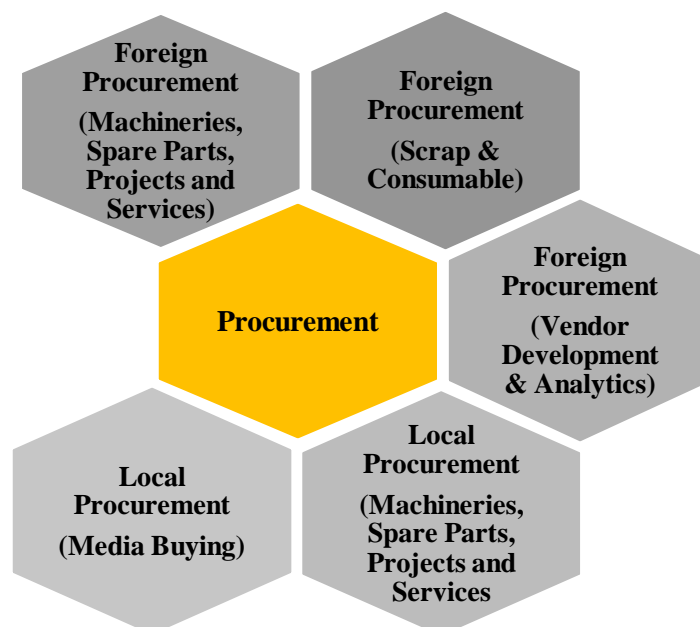 Foreign
Procurement
(Machineries,
Spare Parts,
Projects and
Services)
Foreign
Procurement
(Scrap &
Consumable)
Procurement
Foreign
Procurement
(Vendor
Development
& Analytics)
Local
Procurement
(Media Buying)
Local
Procurement
(Machineries,
Spare Parts,
Projects and
Services